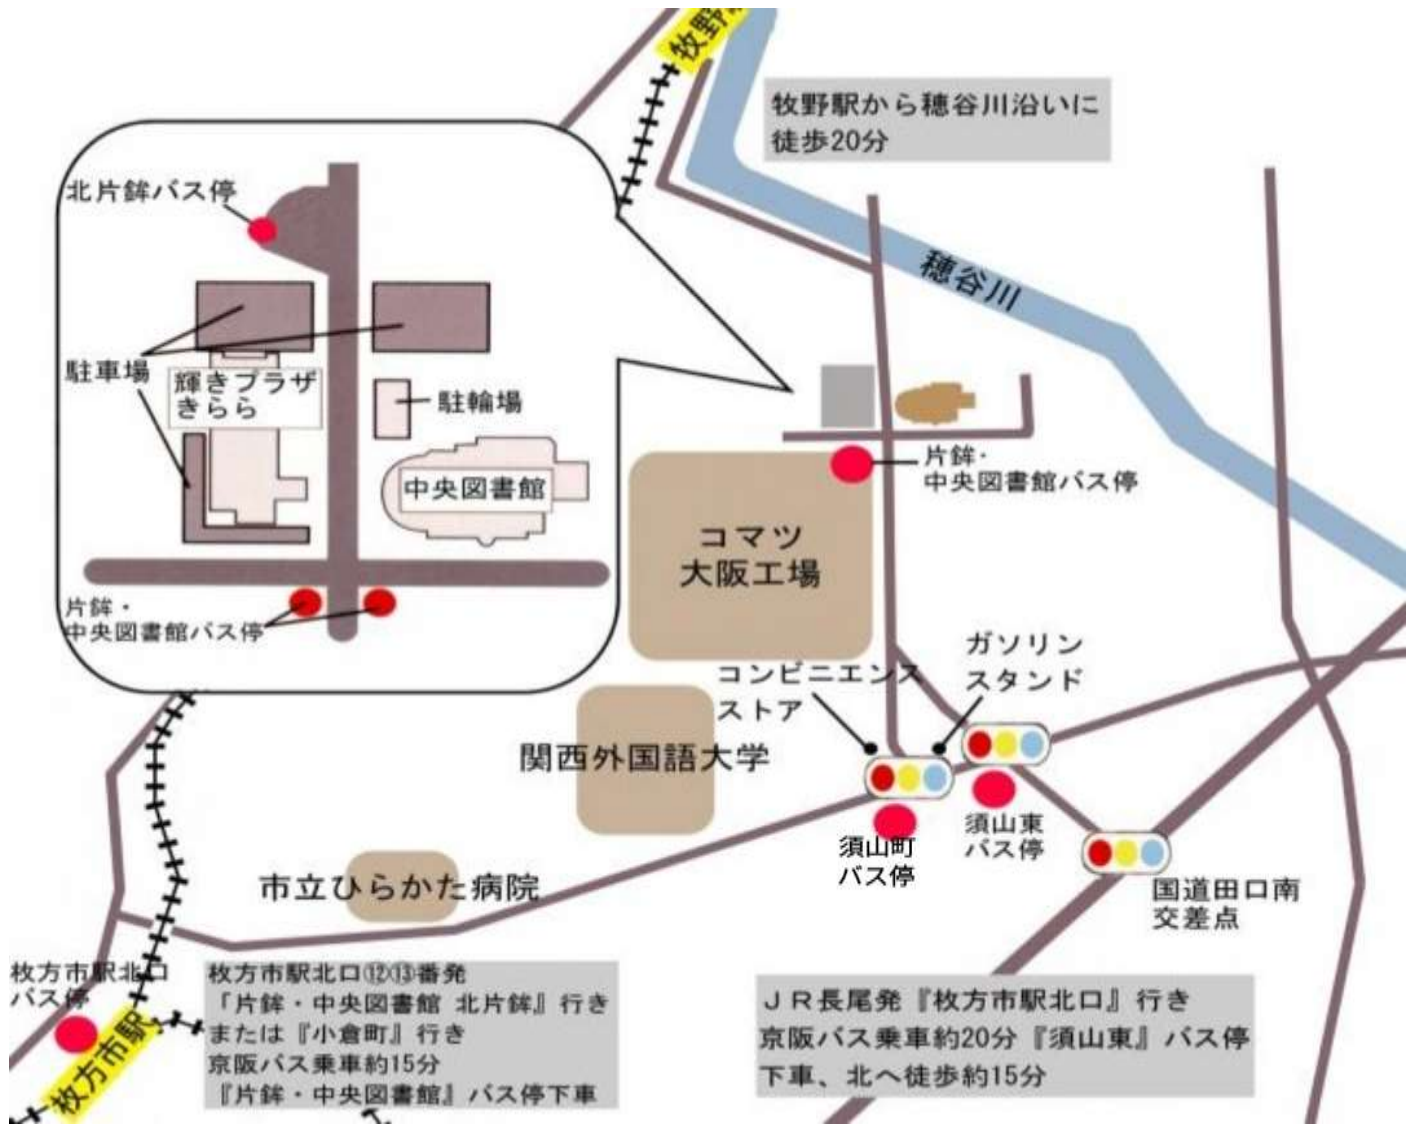 牧野
牧野駅から穂谷川沿いに
徒歩20分
穂谷川
北片鉾バス停
駐車場
輝きプラザ
きらら
駐輪場
中央図書館
片鉾・
中央図書館バス停
片鉾・
中央図書館バス停
コマツ
大阪工場
コンビニエンス
ストア
ガソリン
スタンド
関西外国語大学
須山町
バス停
須山東
バス停
国道田口南
交差点
市立ひらかた病院
枚方市駅北口
バス停
枚方市駅
枚方市駅北口⑫⑬番発
『片鉾・中央図書館 北片鉾』行き
または『小倉町』行き
京阪バス乗車約15分
『片鉾・中央図書館』バス停下車
ＪＲ長尾発『枚方市駅北口』行き
京阪バス乗車約20分『須山東』バス停
下車、北へ徒歩約15分